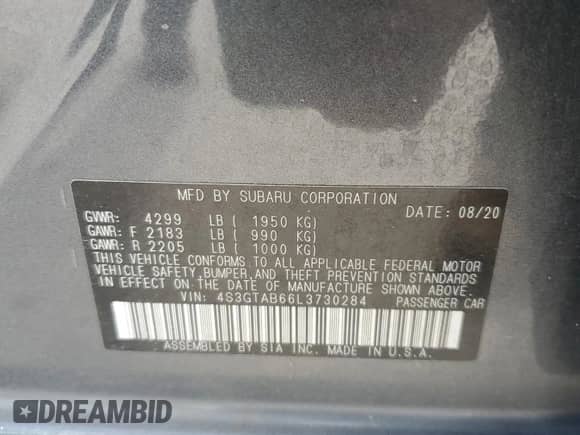 MFD BY SUBARU CORPORATION
GVWR: 4299 LB ( 1950 KG) DATE: 08/20
GAWR: F 2183 LB ( 990 KG)
GAWR: R 2205 LB ( 1000 KG)
THIS VEHICLE CONFORMS TO ALL APPLICABLE FEDERAL MOTOR
VEHICLE SAFETY, BUMPER, AND THEFT PREVENTION STANDARDS
IN EFFECT ON THE DATE OF MANUFACTURE SHOWN ABOVE.
VIN: 4S3GTAB66L3730284 PASSENGER CAR
ASSEMBLED BY SIA INC. MADE IN U.S.A.
DREAMBID